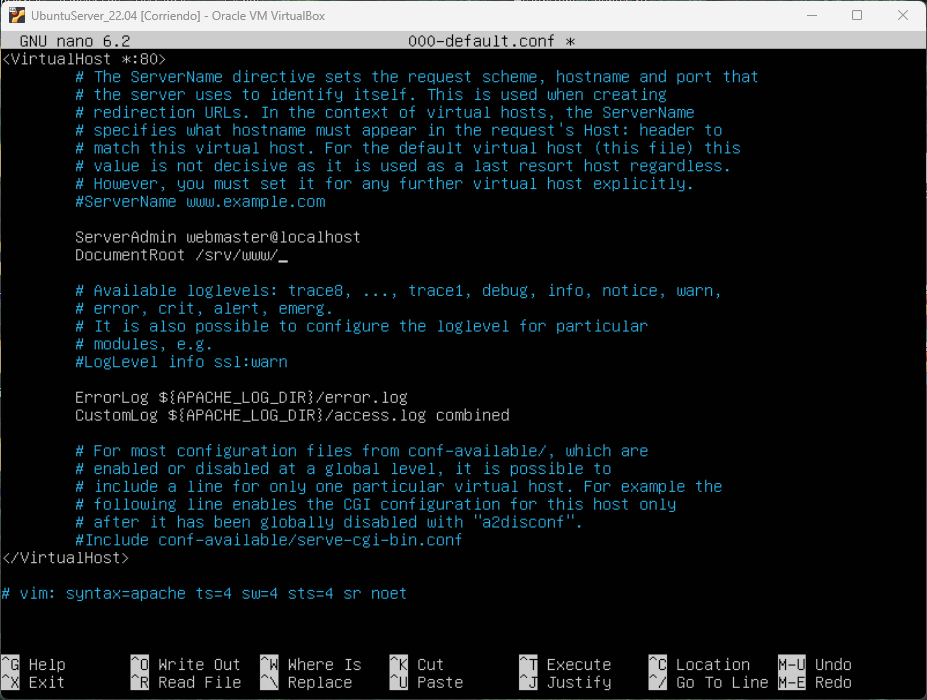 UbuntuServer_22.04 [Corriendo] - Oracle VM VirtualBox
GNU nano 6.2 000-default.conf *
<VirtualHost *:80>
# The ServerName directive sets the request scheme, hostname and port that
# the server uses to identify itself. This is used when creating
# redirection URLs. In the context of virtual hosts, the ServerName
# specifies what hostname must appear in the request's Host: header to
# match this virtual host. For the default virtual host (this file) this
# value is not decisive as it is used as a last resort host regardless.
# However, you must set it for any further virtual host explicitly.
#ServerName www.example.com
ServerAdmin webmaster@localhost
DocumentRoot /srv/www/_
# Available loglevels: trace8, ..., trace1, debug, info, notice, warn,
# error, crit, alert, emerg.
# It is also possible to configure the loglevel for particular
# modules, e.g.
#LogLevel info ssl:warn
ErrorLog ${APACHE_LOG_DIR}/error.log
CustomLog ${APACHE_LOG_DIR}/access.log combined
# For most configuration files from conf-available/, which are
# enabled or disabled at a global level, it is possible to
# include a line for only one particular virtual host. For example the
# following line enables the CGI configuration for this host only
# after it has been globally disabled with "a2disconf".
#Include conf-available/serve-cgi-bin.conf
</VirtualHost>
# vim: syntax=apache ts=4 sw=4 sts=4 sr noet
^G Help ^O Write Out ^W Where Is ^K Cut ^T Execute ^C Location M-U Undo
^X Exit ^R Read File ^\ Replace ^U Paste ^J Justify ^/ Go To Line M-E Redo